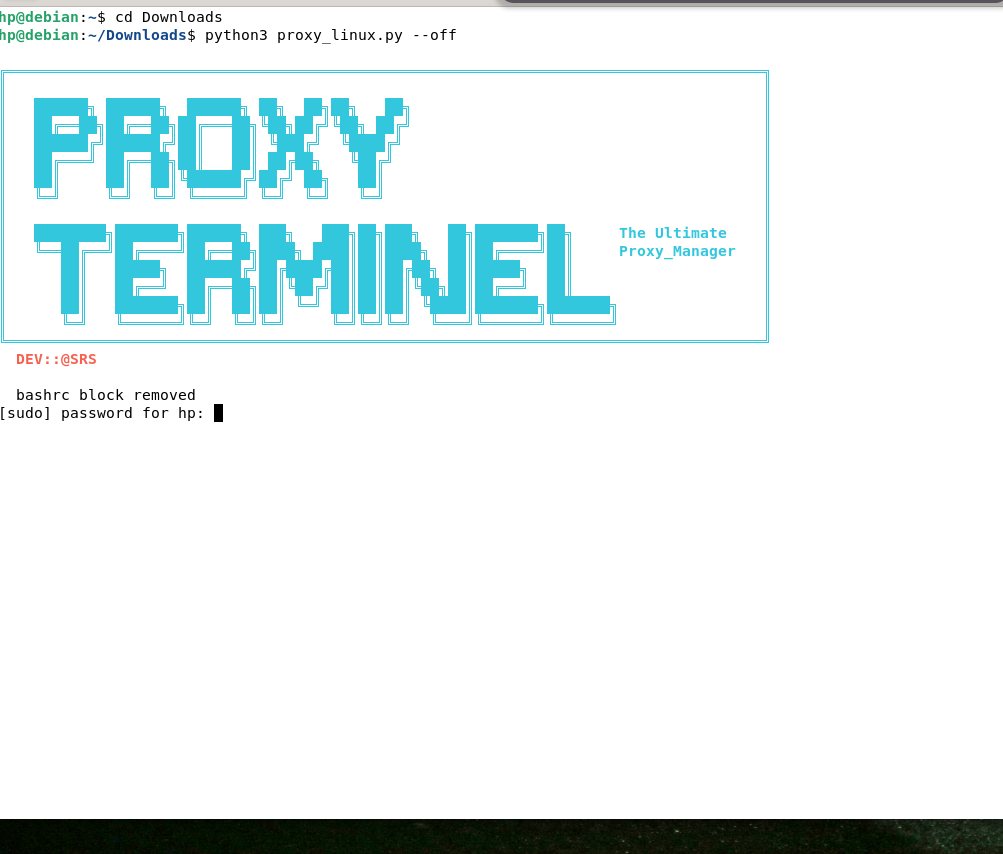 hp@debian:~$ cd Downloads
hp@debian:~/Downloads$ python3 proxy_linux.py --off
PROXY
TERMINEL
The Ultimate
Proxy_Manager
DEV::@SRS
bashrc block removed
[sudo] password for hp: